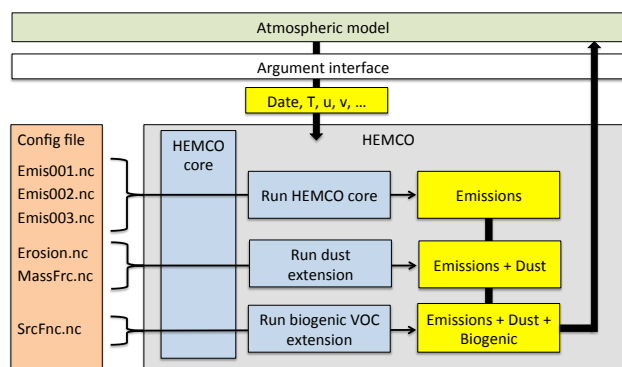 Atmospheric model
Argument interface
Date, T, u, v, ...
Config file
Emis001.nc
Emis002.nc
Emis003.nc
Erosion.nc
MassFrc.nc
SrcFnc.nc
HEMCO
core
HEMCO
Run HEMCO core
Emissions
Run dust
extension
Emissions + Dust
Run biogenic VOC
extension
Emissions + Dust +
Biogenic